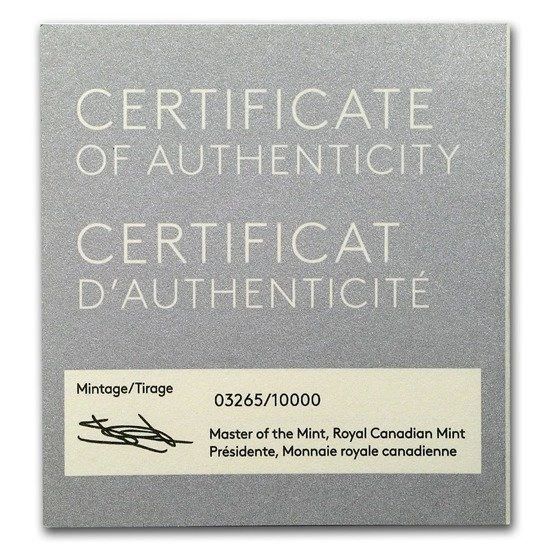 CERTIFICATE
OF AUTHENTICITY
CERTIFICAT
D'AUTHENTICITÉ
Mintage/Tirage
03265/10000
Master of the Mint, Royal Canadian Mint
Présidente, Monnaie royale canadienne